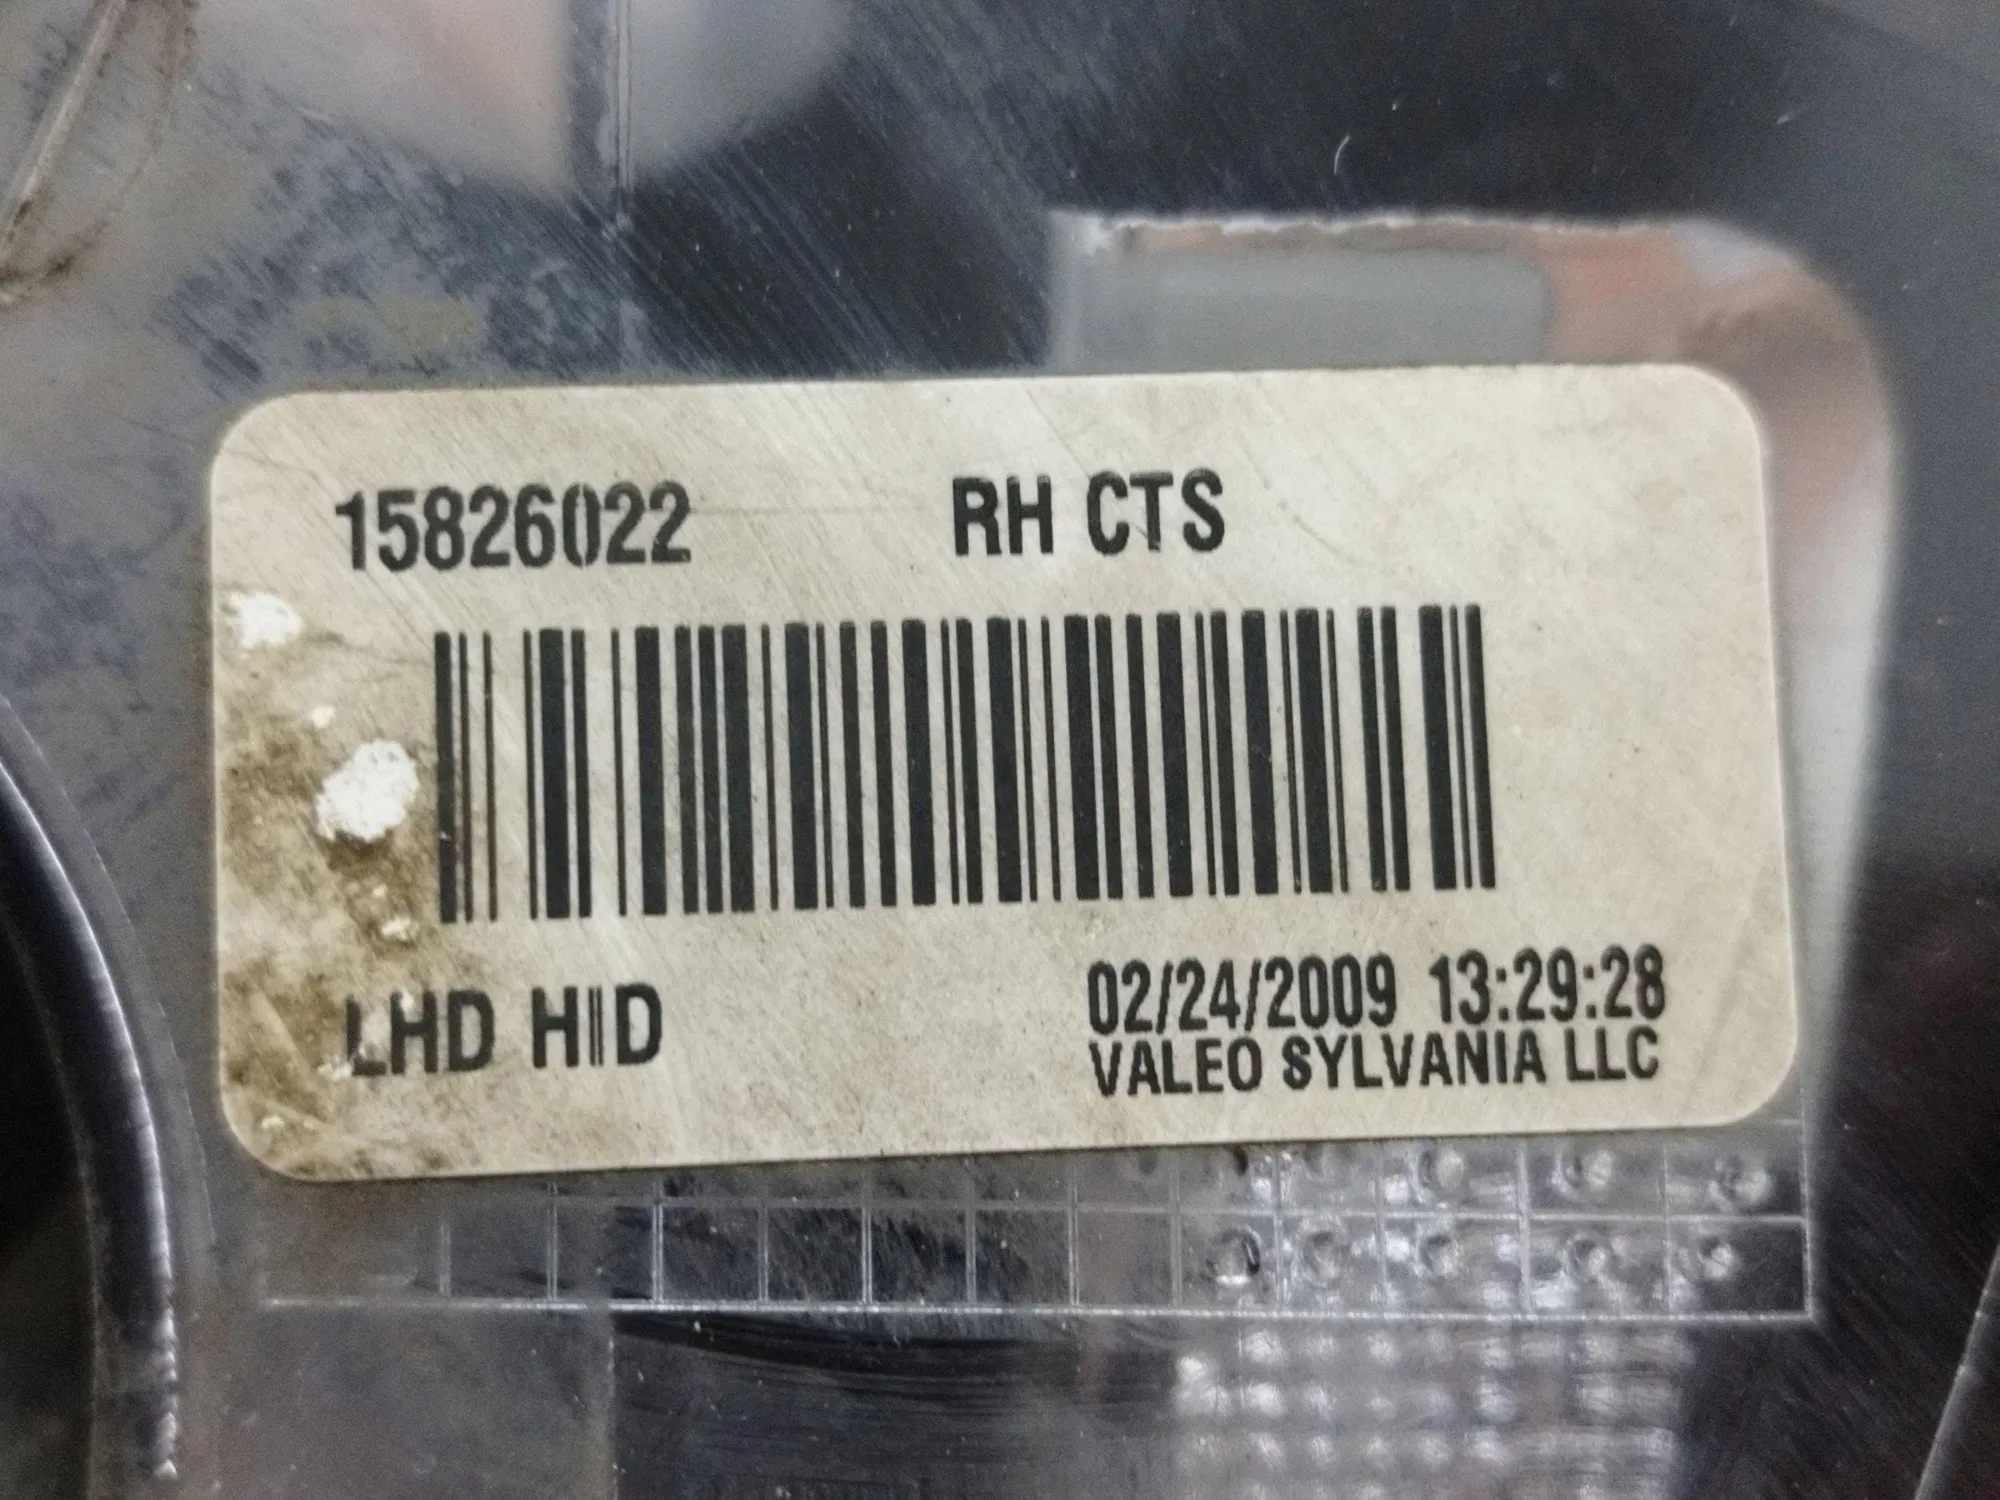 15826022 RH CTS
LHD HID
02/24/2009 13:29:28
VALEO SYLVANIA LLC